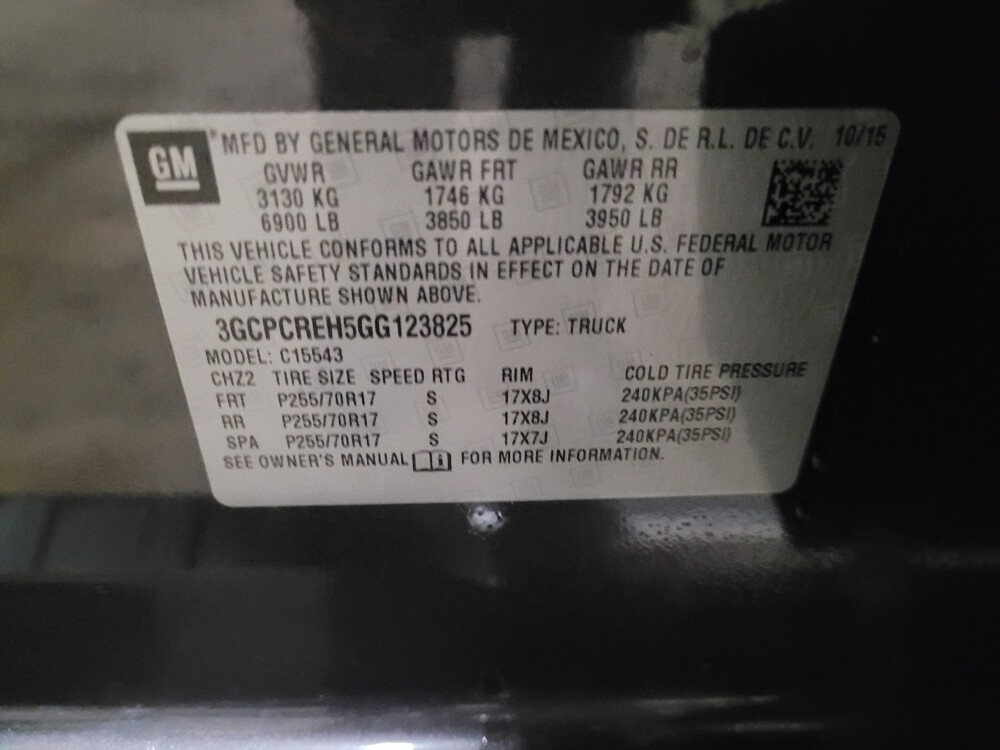 GM
® MFD BY GENERAL MOTORS DE MEXICO, S. DE R.L. DE C.V. 10/15
GVWR GAWR FRT GAWR RR
3130 KG 1746 KG 1792 KG
6900 LB 3850 LB 3950 LB
THIS VEHICLE CONFORMS TO ALL APPLICABLE U.S. FEDERAL MOTOR
VEHICLE SAFETY STANDARDS IN EFFECT ON THE DATE OF
MANUFACTURE SHOWN ABOVE.
3GCPCREH5GG123825 TYPE: TRUCK
MODEL: C15543
CHZ2 TIRE SIZE SPEED RTG RIM COLD TIRE PRESSURE
FRT P255/70R17 S 17X8J 240KPA(35PSI)
RR P255/70R17 S 17X8J 240KPA(35PSI)
SPA P255/70R17 S 17X7J 240KPA(35PSI)
SEE OWNER'S MANUAL FOR MORE INFORMATION.